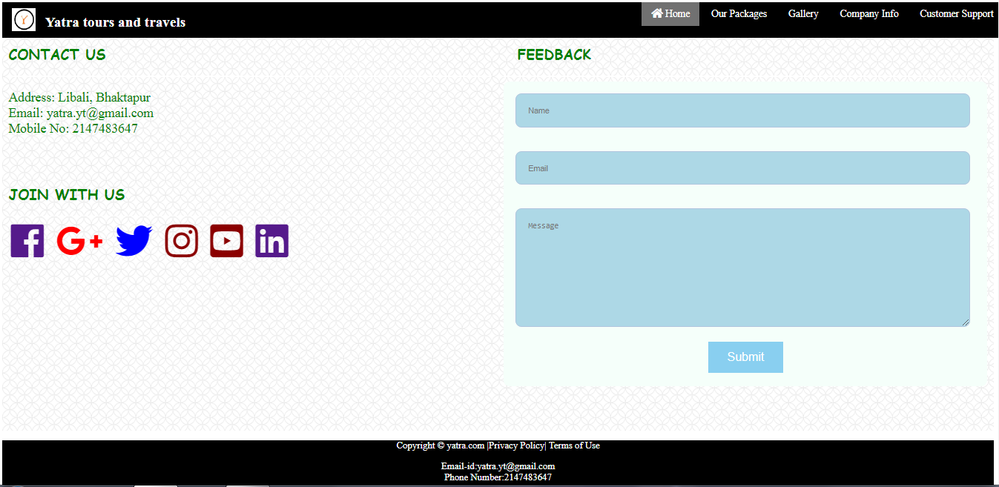 Y
Yatra tours and travels
Home Our Packages Gallery Company Info Customer Support
CONTACT US
Address: Libali, Bhaktapur
Email: yatra.yt@gmail.com
Mobile No: 2147483647
JOIN WITH US
f G+ in
FEEDBACK
Name
Email
Message
Submit
Copyright © yatra.com |Privacy Policy| Terms of Use
Email-id:yatra.yt@gmail.com
Phone Number:2147483647